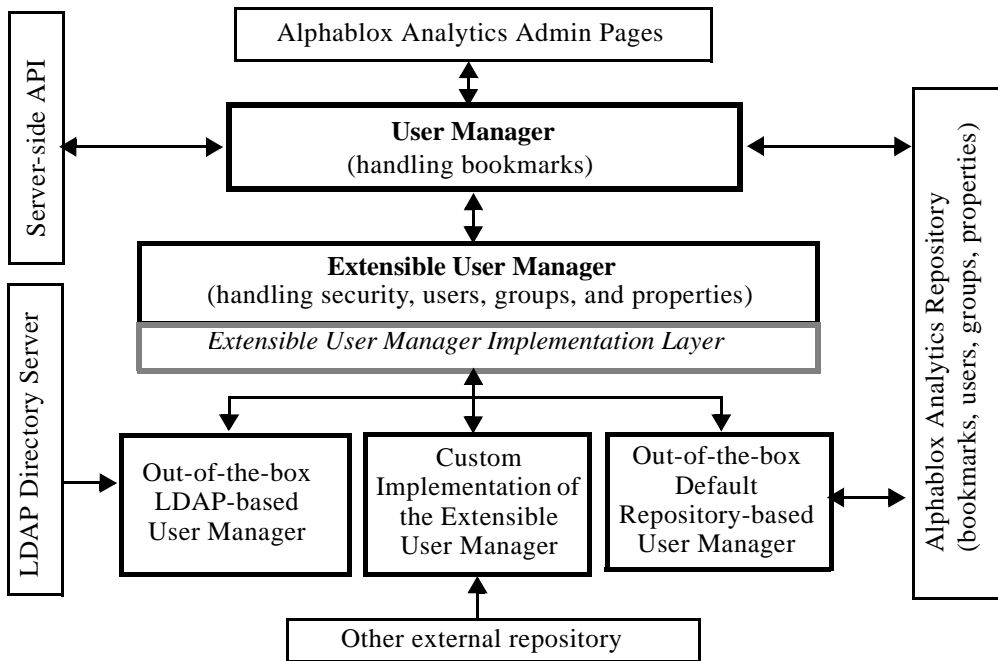 Alphablox Analytics Admin Pages
Server-side API
User Manager
(handling bookmarks)
Extensible User Manager
(handling security, users, groups, and properties)
Extensible User Manager Implementation Layer
LDAP Directory Server
Out-of-the-box
LDAP-based
User Manager
Custom
Implementation of
the Extensible
User Manager
Out-of-the-box
Default
Repository-based
User Manager
Alphablox Analytics Repository
(bookmarks, users, groups, properties)
Other external repository